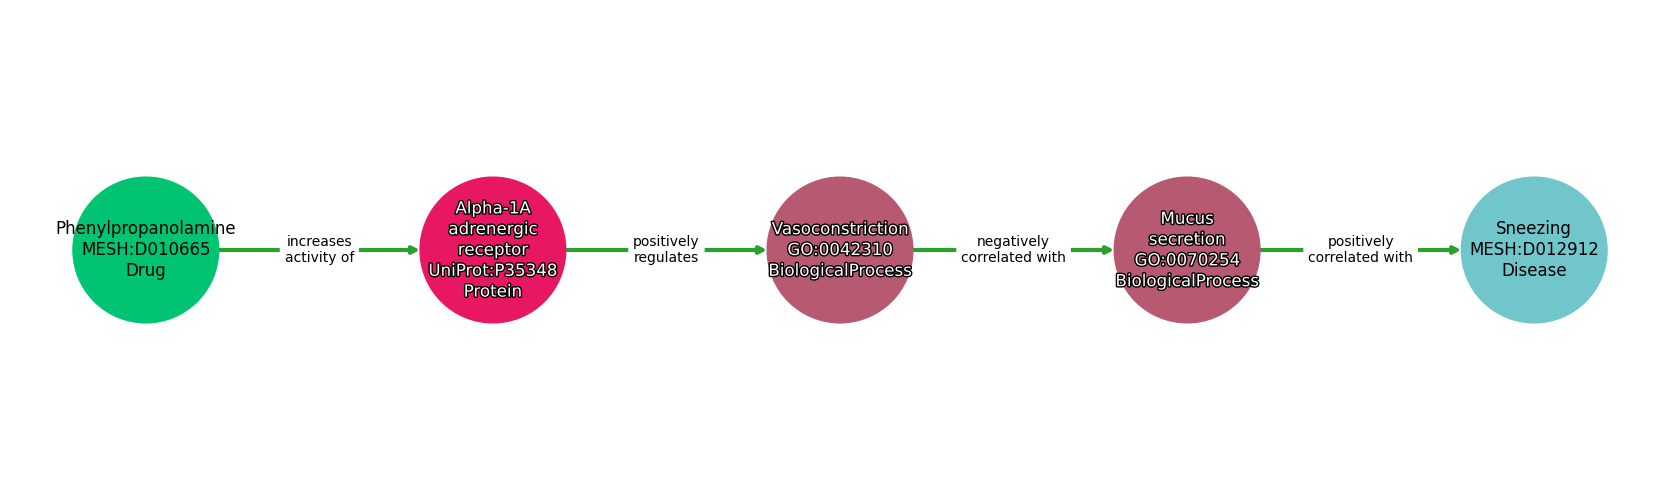 Phenylpropanolamine
MESH:D010665
Drug
increases
activity of
Alpha-1A
adrenergic
receptor
UniProt:P35348
Protein
positively
regulates
Vasoconstriction
GO:0042310
BiologicalProcess
negatively
correlated with
Mucus
secretion
GO:0070254
BiologicalProcess
positively
correlated with
Sneezing
MESH:D012912
Disease